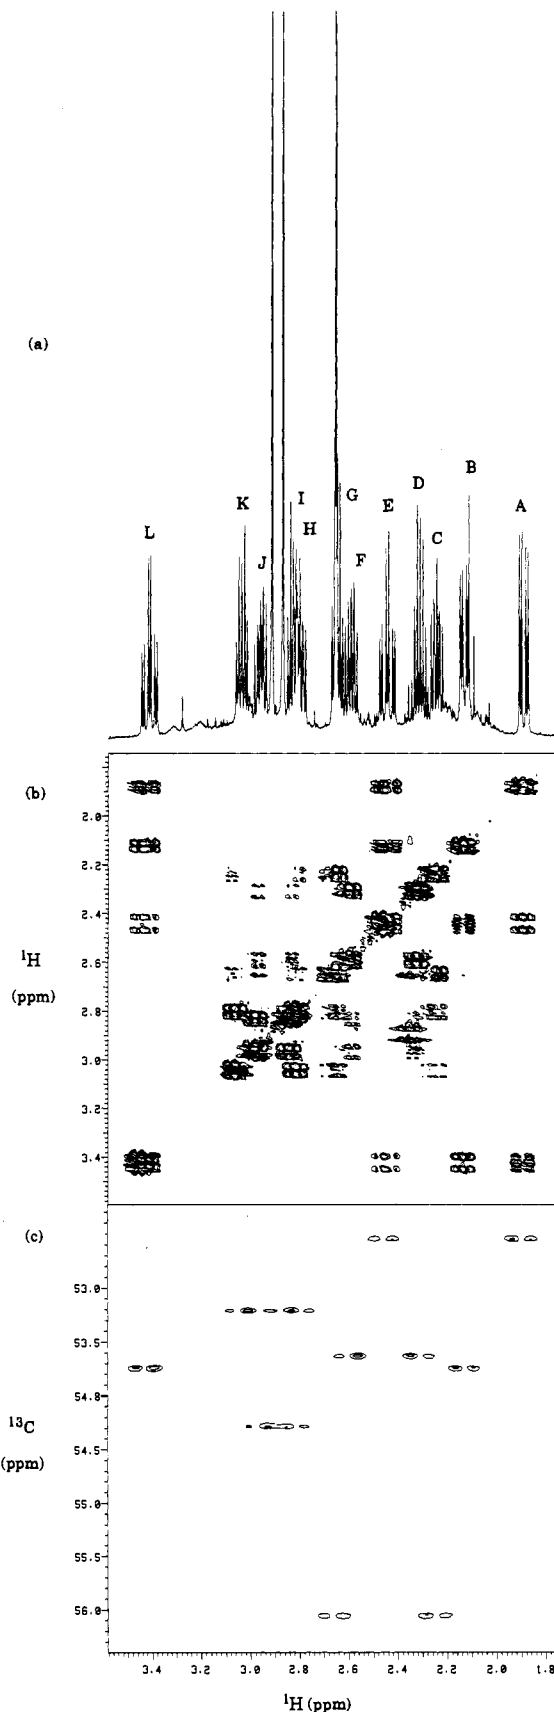 (a)
B
I
G
D
K
E
A
H
L
C
J
F
(b)
2.0
2.2
2.4
¹H
2.6
(ppm)
2.8
3.0
3.2
3.4
(c)
53.0
53.5
54.0
¹³C
54.5
(ppm)
55.0
55.5
56.0
3.4 3.2 3.0 2.8 2.6 2.4 2.2 2.0 1.8
¹H (ppm)